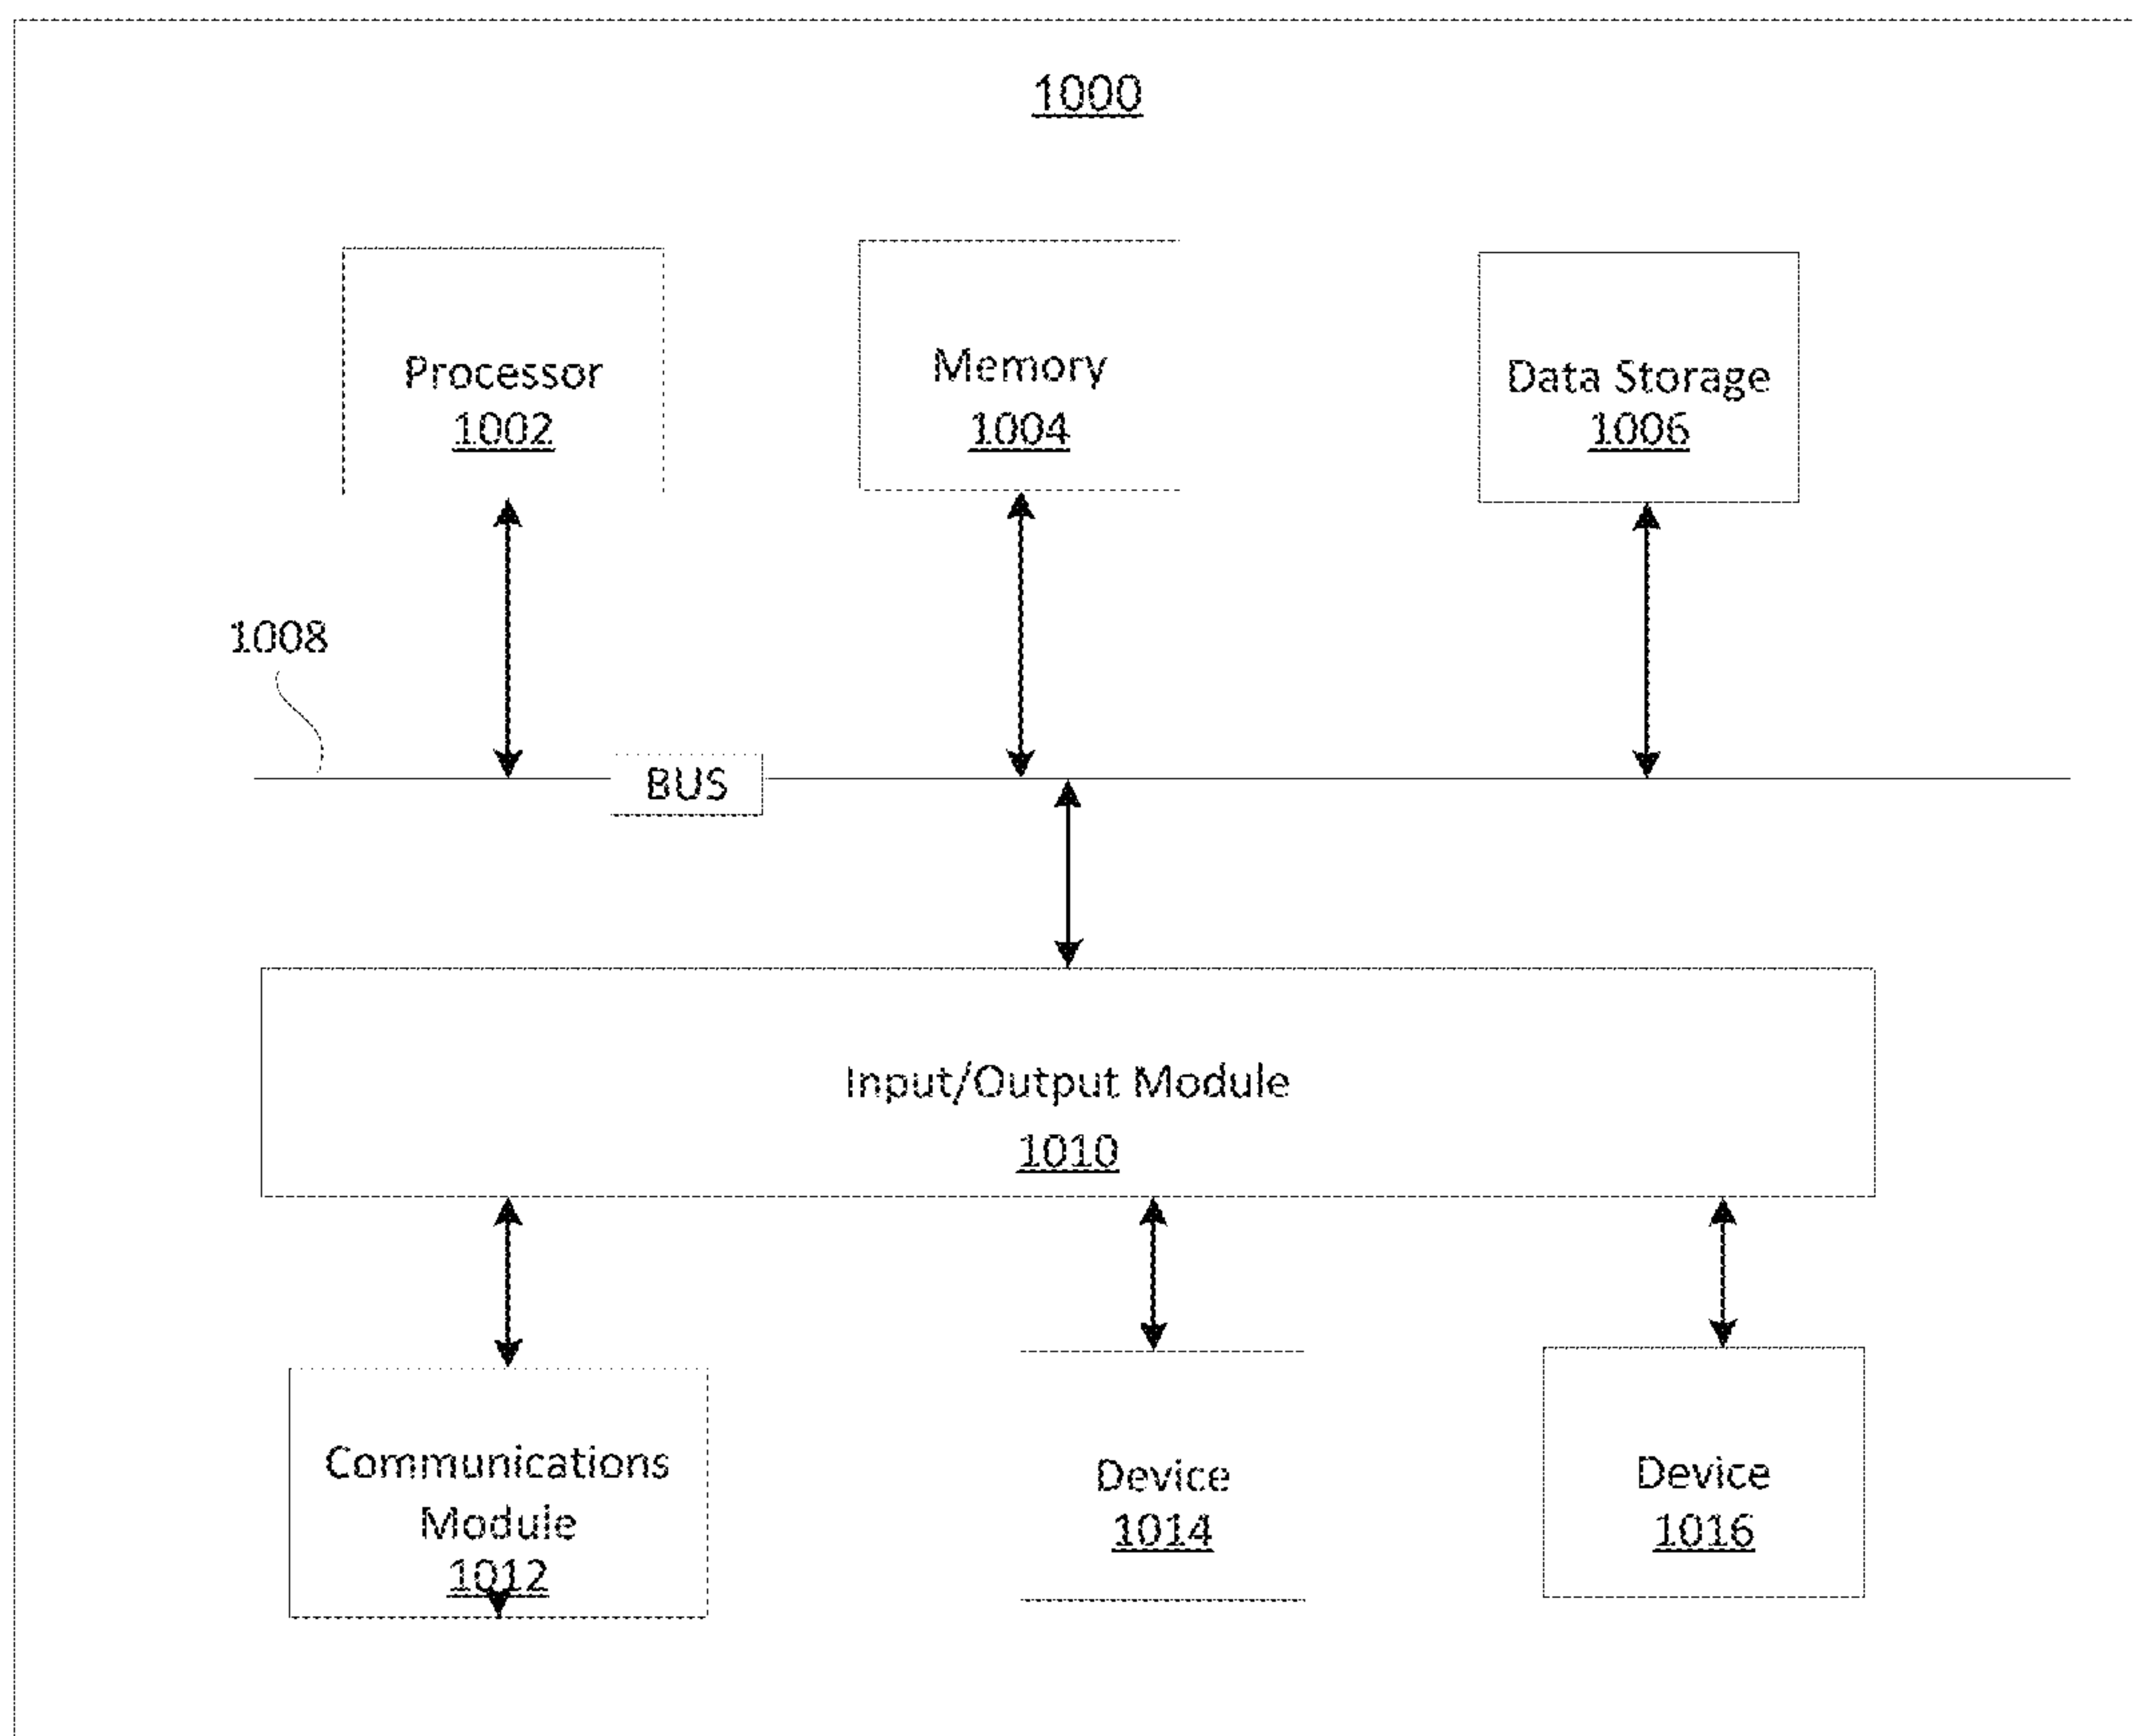 1000
Processor
1002
Memory
1004
Data Storage
1006
1008
BUS
Input/Output Module
1010
Communications
Module
1012
Device
1014
Device
1016